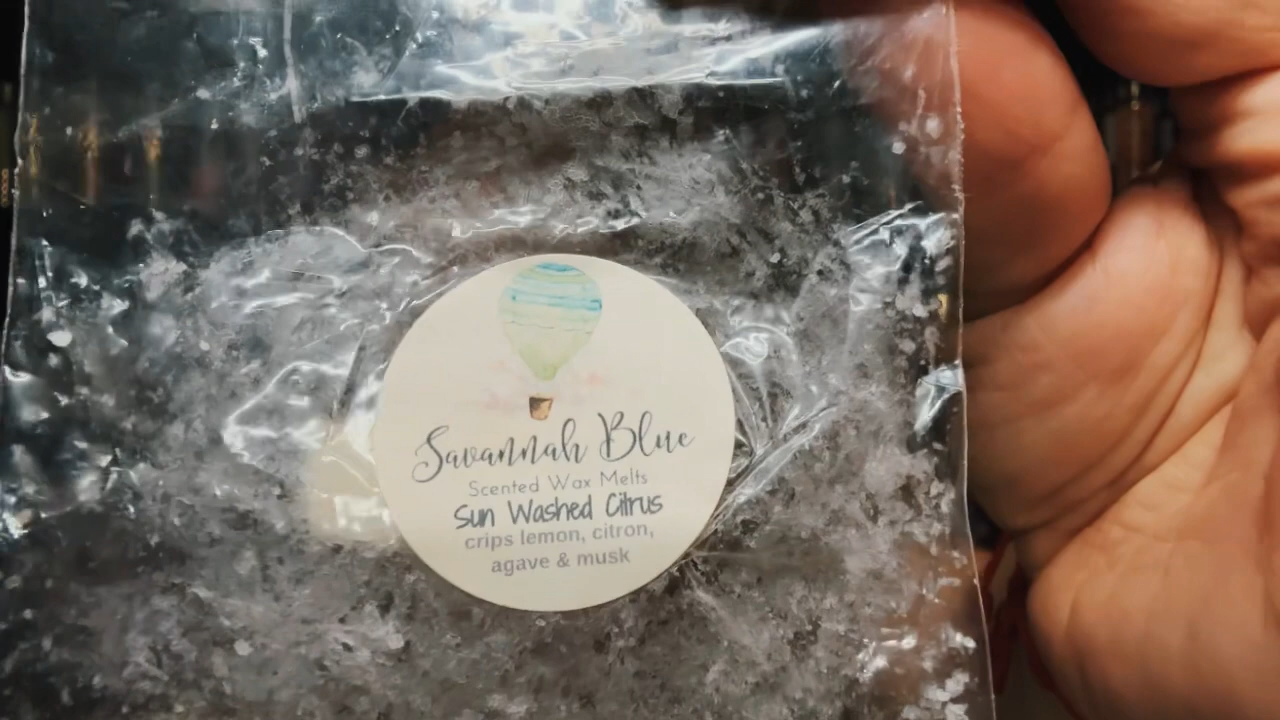 Savannah Blue
Scented Wax Melts
Sun Washed Citrus
crips lemon, citron,
agave & musk